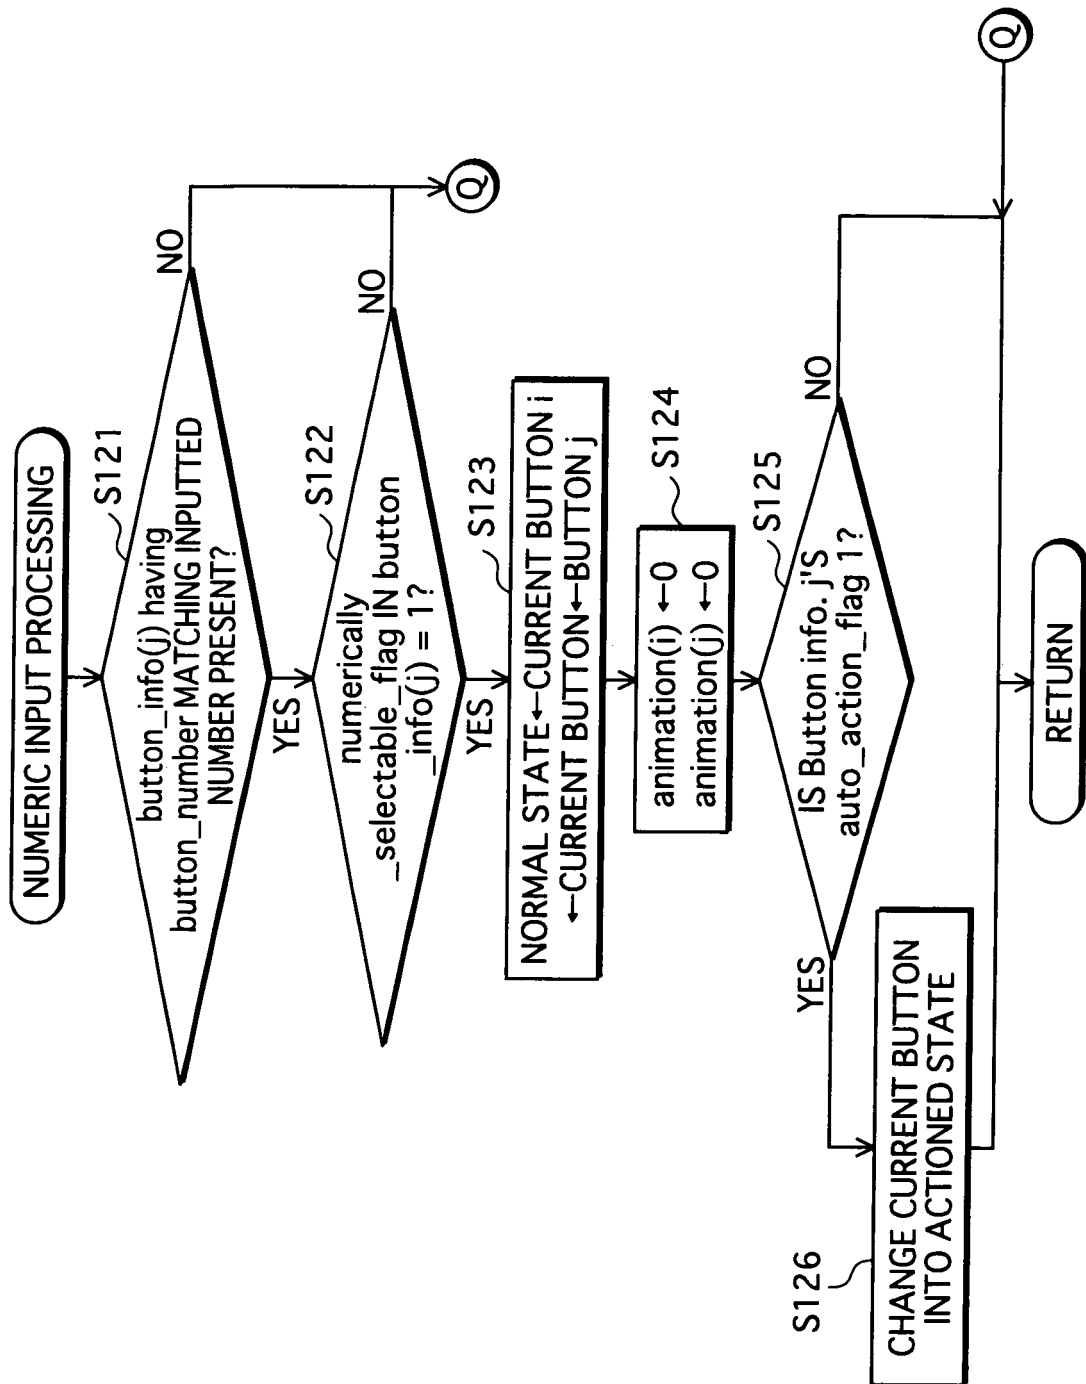 NUMERIC INPUT PROCESSING
S121
button_info(j) having
button_number MATCHING INPUTTED
NUMBER PRESENT?
NO
YES
S122
numerically
_selectable_flag IN button
_info(j) = 1?
NO
Q
YES
S123
NORMAL STATE←CURRENT BUTTON i
←CURRENT BUTTON←BUTTON j
S124
animation(i) ←0
animation(j) ←0
S125
IS Button info. j'S
auto_action_flag 1?
YES
NO
S126
CHANGE CURRENT BUTTON
INTO ACTIONED STATE
Q
RETURN